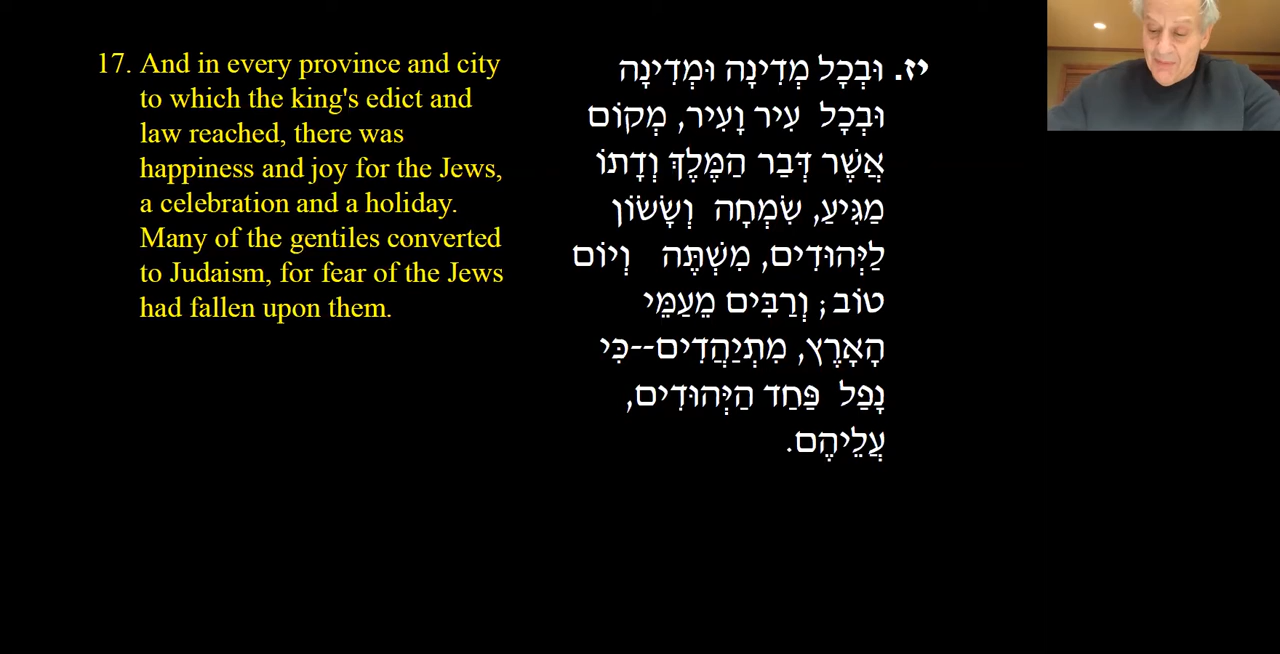 17. And in every province and city
to which the king's edict and
law reached, there was
happiness and joy for the Jews,
a celebration and a holiday.
Many of the gentiles converted
to Judaism, for fear of the Jews
had fallen upon them.
יז. וּבְכָל מְדִינָה וּמְדִינָה
וּבְכָל עִיר וָעִיר, מְקוֹם
אֲשֶׁר דְּבַר הַמֶּלֶךְ וְדָתוֹ
מַגִּיעַ, שִׂמְחָה וְשָׂשׂוֹן
לַיְּהוּדִים, מִשְׁתֶּה וְיוֹם
טוֹב; וְרַבִּים מֵעַמֵּי
הָאָרֶץ, מִתְיַהֲדִים--כִּי
נָפַל פַּחַד הַיְּהוּדִים,
עֲלֵיהֶם.